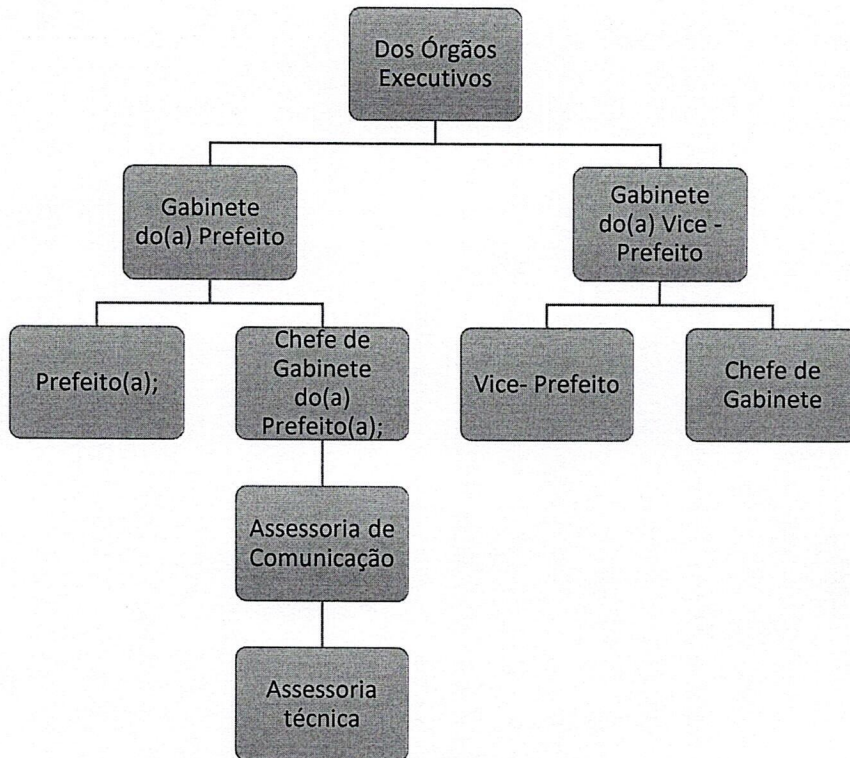 Dos Órgãos
Executivos
Gabinete
do(a) Prefeito
Gabinete
do(a) Vice -
Prefeito
Prefeito(a);
Chefe de
Gabinete
do(a)
Prefeito(a);
Vice- Prefeito
Chefe de
Gabinete
Assessoria de
Comunicação
Assessoria
técnica